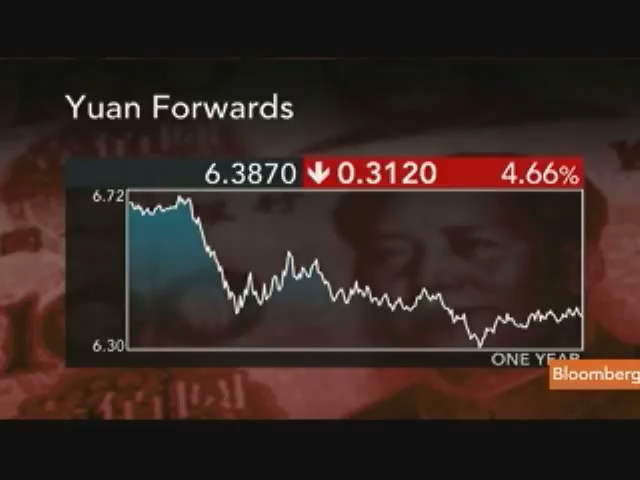 Yuan Forwards
6.3870 0.3120 4.66%
6.72
6.30
ONE YEAR
Bloomberg